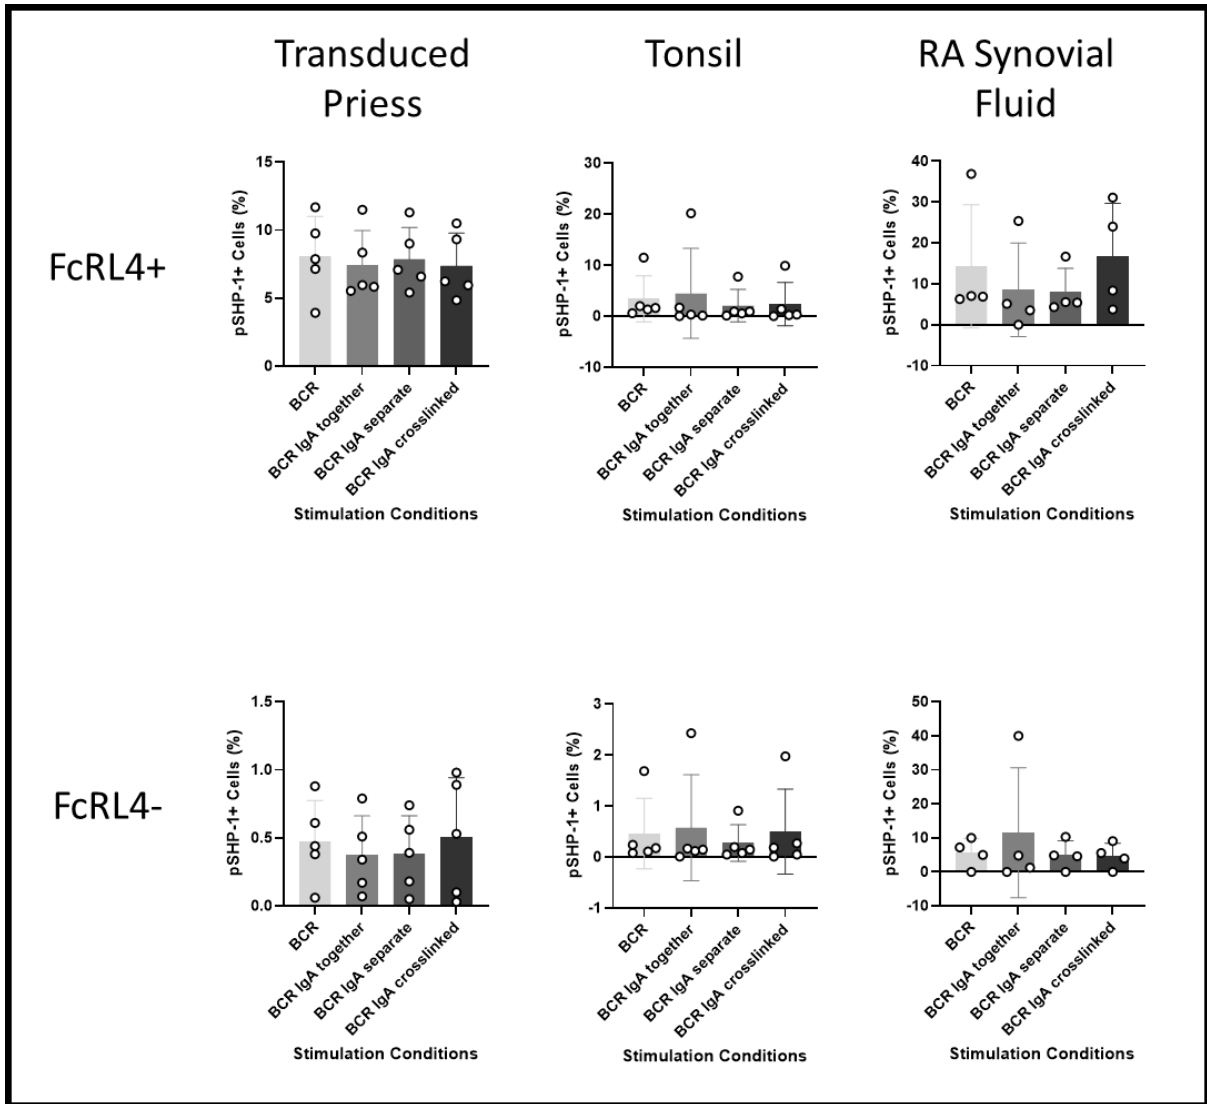 Transduced
Priess
Tonsil
RA Synovial
Fluid
FcRL4+
pSHP-1+ Cells (%)
15
10
5
0
BCR
BCR IgA together
BCR IgA separate
BCR IgA crosslinked
Stimulation Conditions
pSHP-1+ Cells (%)
30
20
10
0
-10
BCR
BCR IgA together
BCR IgA separate
BCR IgA crosslinked
Stimulation Conditions
pSHP-1+ Cells (%)
40
30
20
10
0
-10
BCR
BCR IgA together
BCR IgA separate
BCR IgA crosslinked
Stimulation Conditions
FcRL4-
pSHP-1+ Cells (%)
1.5
1.0
0.5
0.0
BCR
BCR IgA together
BCR IgA separate
BCR IgA crosslinked
Stimulation Conditions
pSHP-1+ Cells (%)
3
2
1
0
-1
BCR
BCR IgA together
BCR IgA separate
BCR IgA crosslinked
Stimulation Conditions
pSHP-1+ Cells (%)
50
40
30
20
10
0
-10
BCR
BCR IgA together
BCR IgA separate
BCR IgA crosslinked
Stimulation Conditions